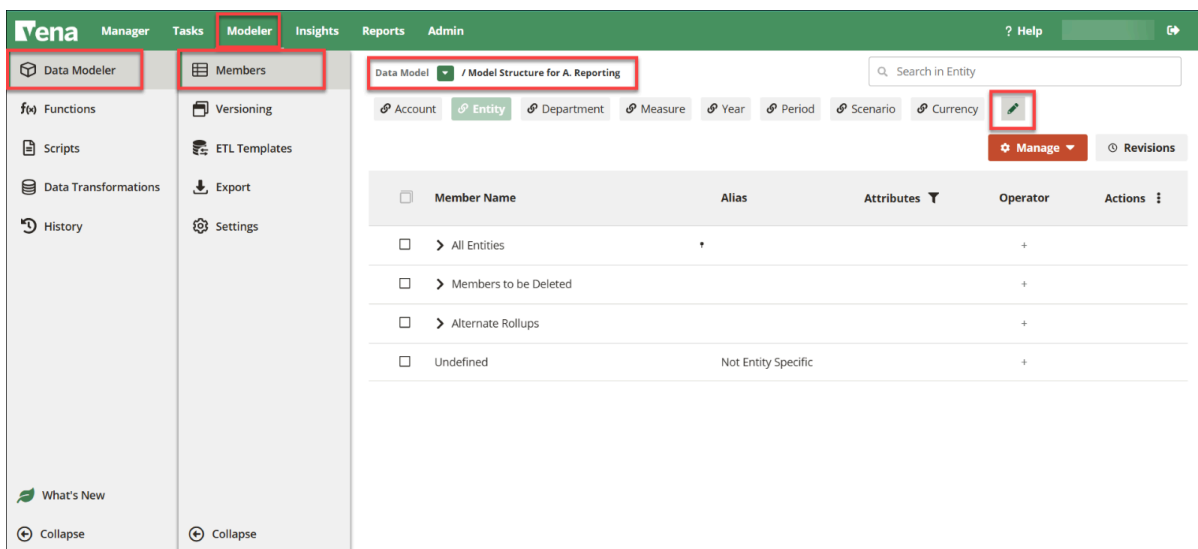 Vena Manager Tasks Modeler Insights Reports Admin ? Help
Data Modeler
f(x) Functions
Scripts
Data Transformations
History
What's New
Collapse
Members
Versioning
ETL Templates
Export
Settings
Collapse
Data Model / Model Structure for A. Reporting
Search in Entity
Account Entity Department Measure Year Period Scenario Currency
Manage Revisions
Member Name Alias Attributes Operator Actions
All Entities +
Members to be Deleted +
Alternate Rollups +
Undefined Not Entity Specific +